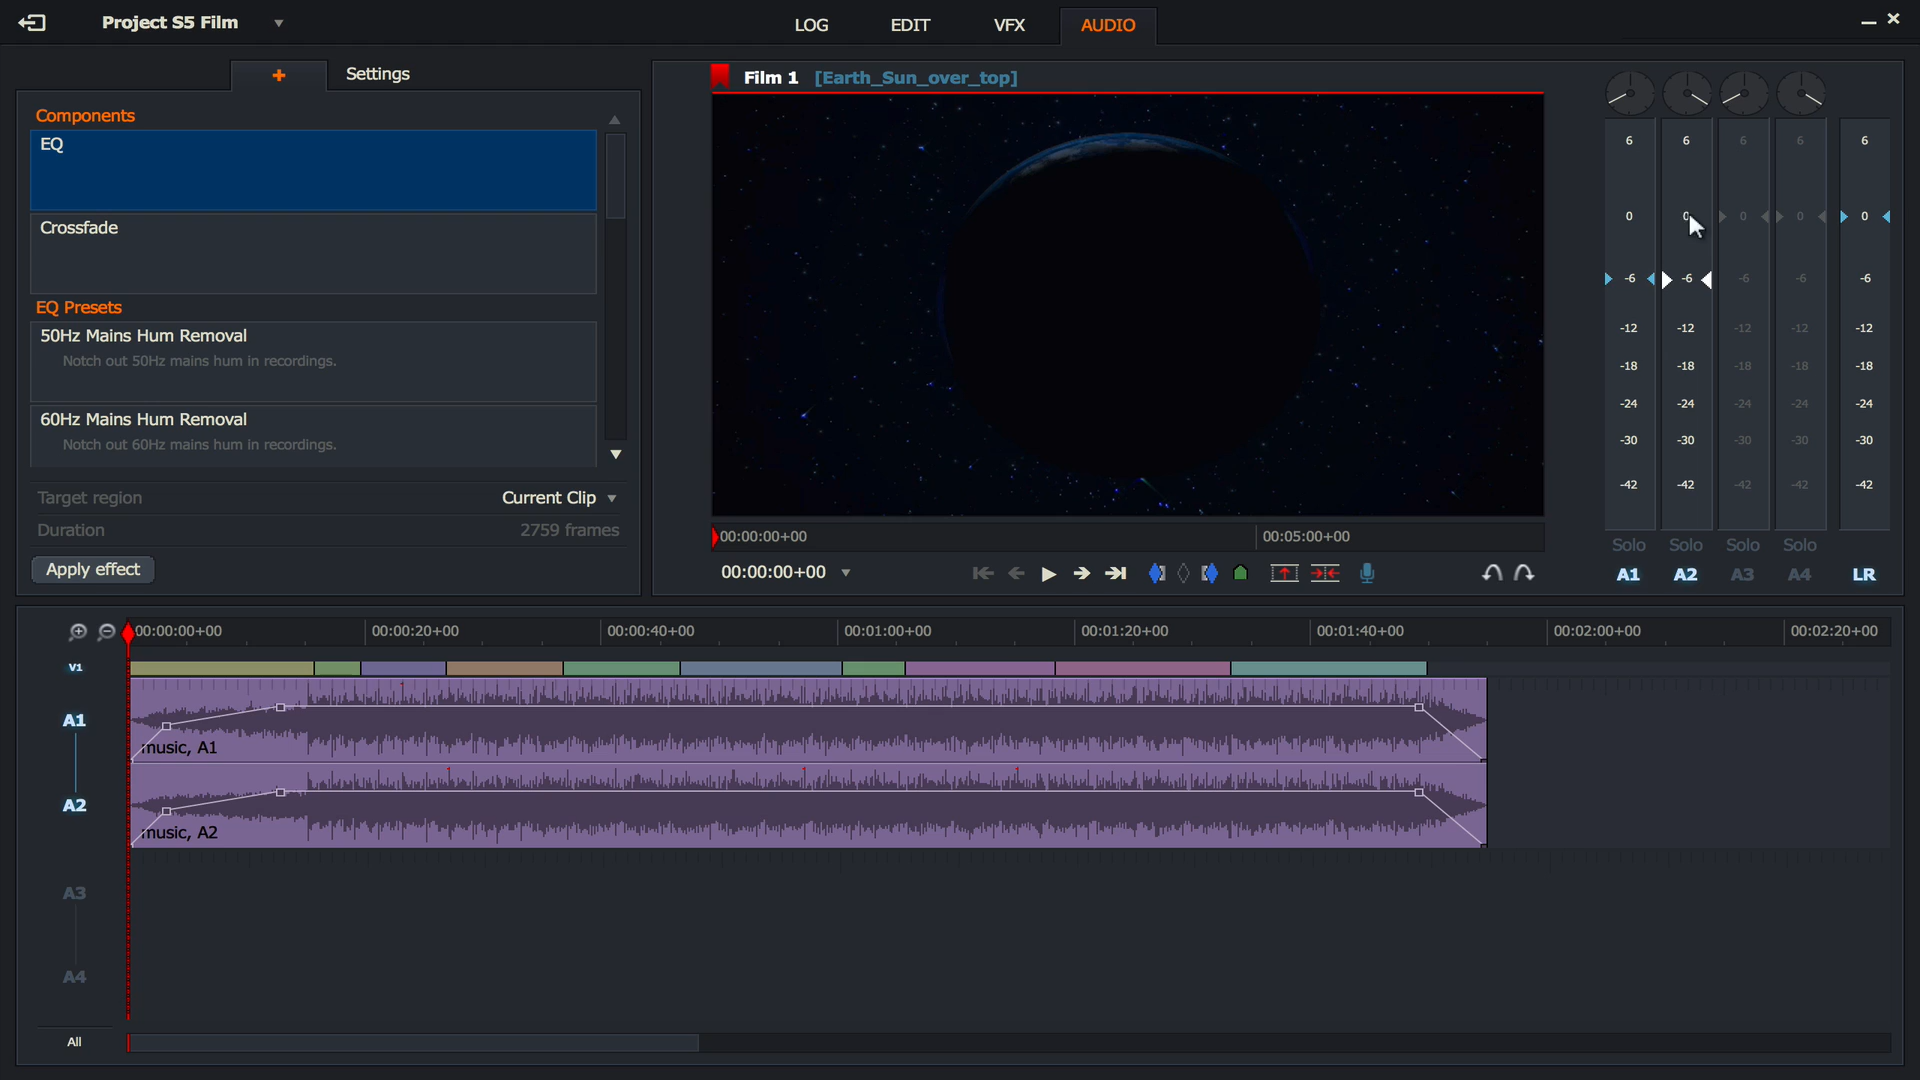 Project S5 Film
LOG EDIT VFX AUDIO
Settings
Components
EQ
Crossfade
EQ Presets
50Hz Mains Hum Removal
Notch out 50Hz mains hum in recordings.
60Hz Mains Hum Removal
Notch out 60Hz mains hum in recordings.
Target region Current Clip
Duration 2759 frames
Apply effect
Film 1 [Earth_Sun_over_top]
00:00:00+00 00:05:00+00
00:00:00+00
6 6 6 6 6
0 0 0 0 0
-6 -6 -6 -6 -6
-12 -12 -12 -12 -12
-18 -18 -18 -18 -18
-24 -24 -24 -24 -24
-30 -30 -30 -30 -30
-42 -42 -42 -42 -42
Solo Solo Solo Solo
A1 A2 A3 A4 LR
00:00:00+00 00:00:20+00 00:00:40+00 00:01:00+00 00:01:20+00 00:01:40+00 00:02:00+00 00:02:20+00
V1
A1
music, A1
A2
music, A2
A3
A4
All